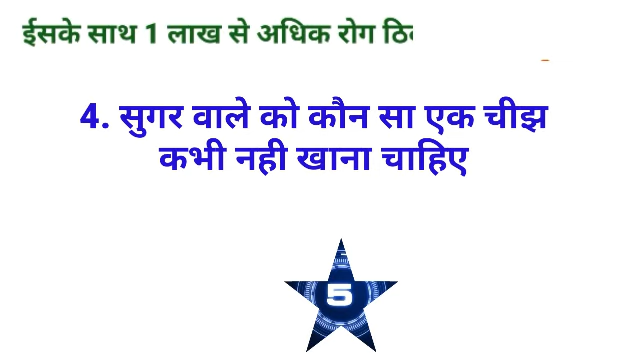 ईसके साथ 1 लाख से अधिक रोग
4. सुगर वाले को कौन सा एक चीझ
कभी नही खाना चाहिए
5